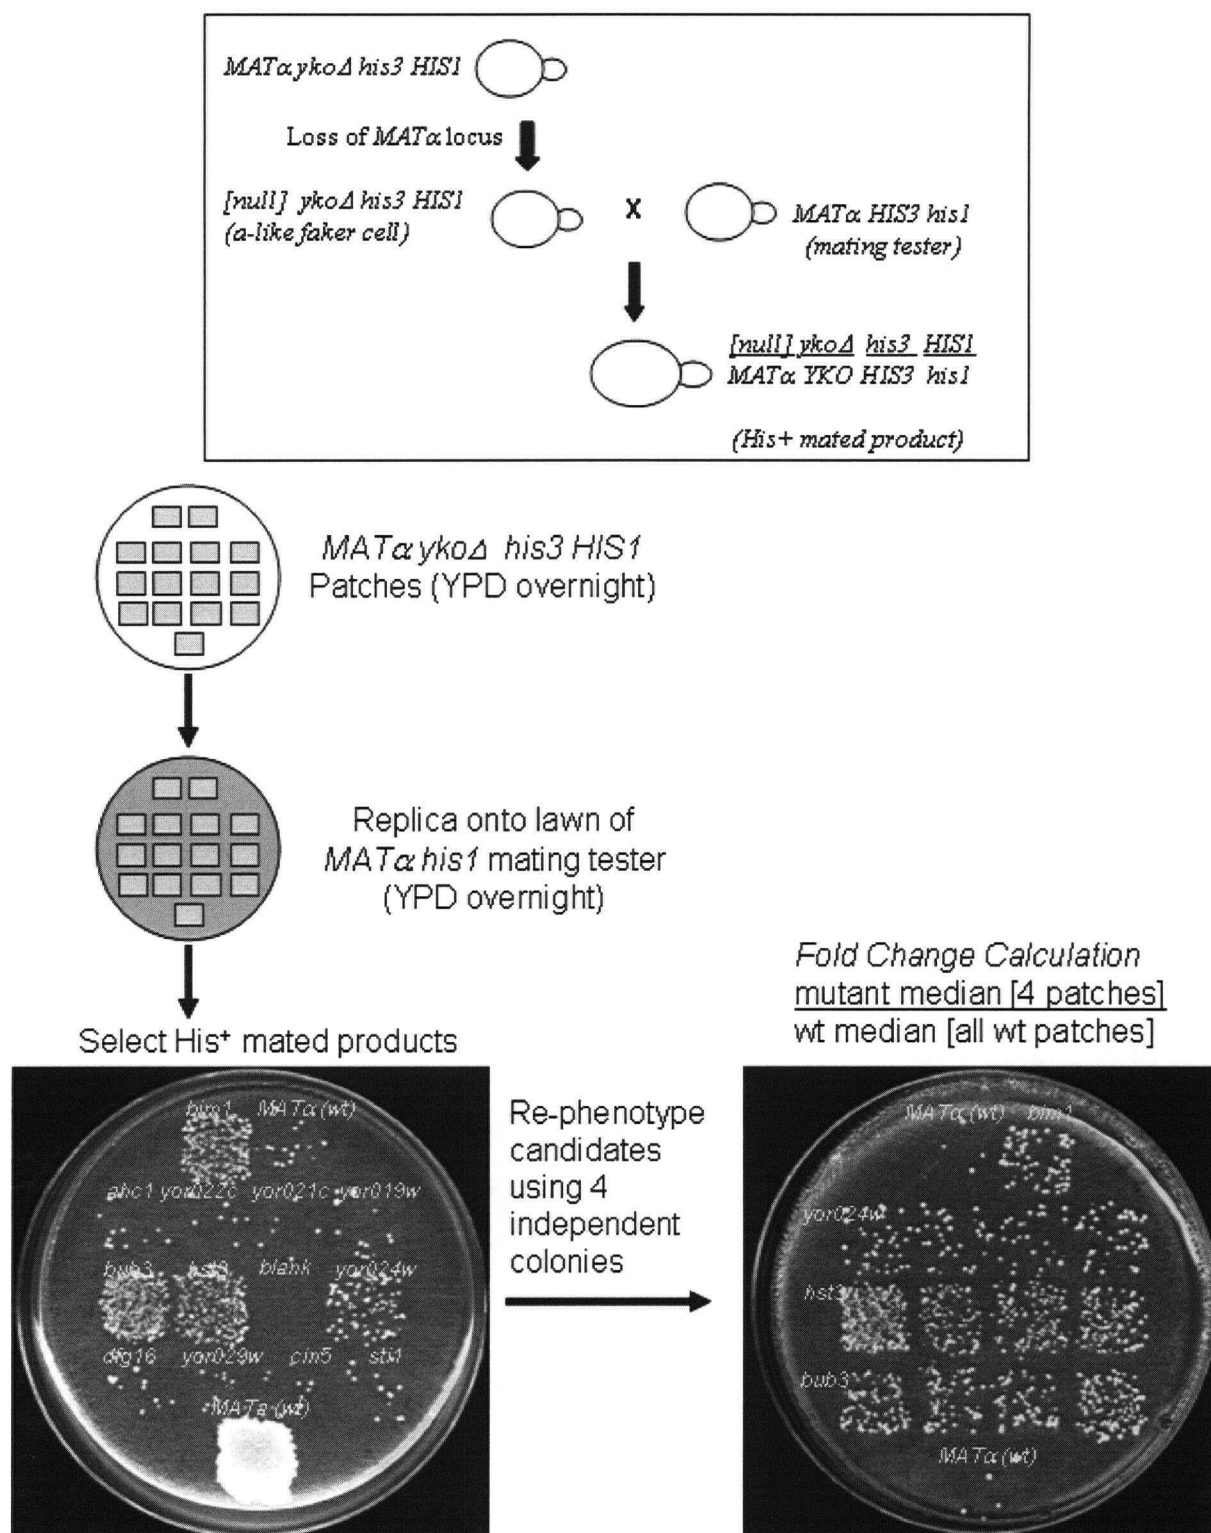 MATα ykoΔ his3 HIS1
Loss of MATα locus
[null] ykoΔ his3 HIS1
(a-like faker cell)
X
MATα HIS3 his1
(mating tester)
[null] ykoΔ his3 HIS1
MATα YKO HIS3 his1
(His+ mated product)
MATα ykoΔ his3 HIS1
Patches (YPD overnight)
Replica onto lawn of
MATα his1 mating tester
(YPD overnight)
Select His+ mated products
Fold Change Calculation
mutant median [4 patches]
wt median [all wt patches]
bim1 MATα (wt)
ahc1 yor022c yor021c yor019w
bub3 hst3 blank yor024w
dfg16 yor029w cin5 sti1
MATa (wt)
Re-phenotype
candidates
using 4
independent
colonies
MATα (wt) bim1
yor024w
hst3
bub3
MATα (wt)